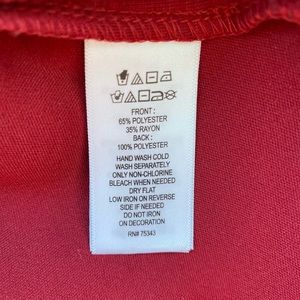 FRONT :
65% POLYESTER
35% RAYON
BACK :
100% POLYESTER
HAND WASH COLD
WASH SEPARATELY
ONLY NON-CHLORINE
BLEACH WHEN NEEDED
DRY FLAT
LOW IRON ON REVERSE
SIDE IF NEEDED
DO NOT IRON
ON DECORATION
RN# 75343